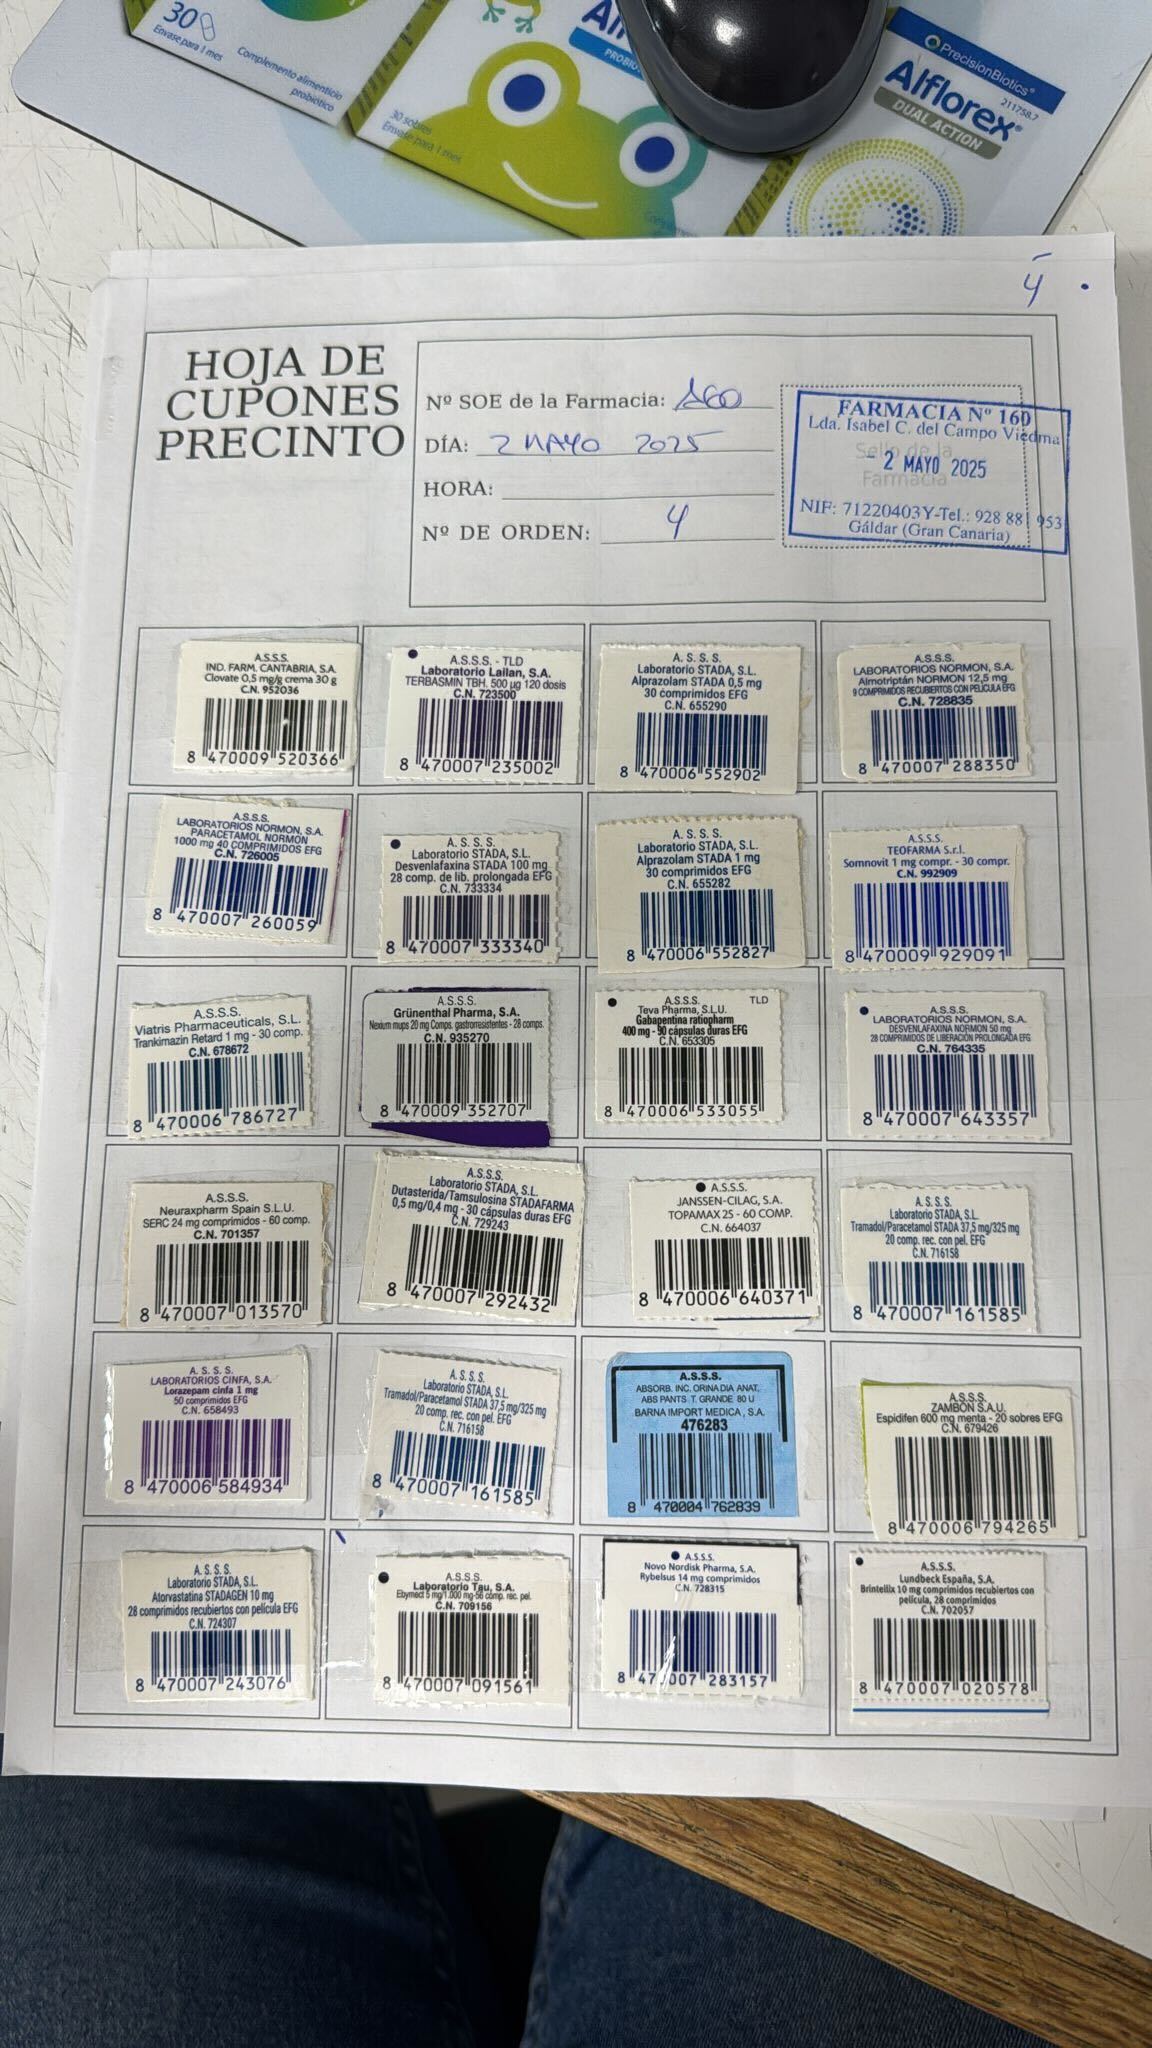 30
Envase para 1 mes
Complemento alimenticio
probiótico
30 sobres
Envase para 1 mes
PrecisionBiotics®
211758.7
Alflorex®
DUAL ACTION
4
HOJA DE
CUPONES
PRECINTO
Nº SOE de la Farmacia:
DÍA: 2 MAYO 2025
HORA:
Nº DE ORDEN: 4
Sello de la
Farmacia
FARMACIA Nº 160
Lda. Isabel C. del Campo Viedma
- 2 MAYO 2025
NIF: 71220403Y-Tel.: 928 881 953
Gáldar (Gran Canaria)
A.S.S.S.
IND. FARM. CANTABRIA, S.A.
Clovate 0,5 mg/g crema 30 g
C.N. 952036
8 470009 520366
A.S.S.S. - TLD
Laboratorio Lailan, S.A.
TERBASMIN TBH. 500 µg 120 dosis
C.N. 723500
8 470007 235002
A. S. S. S.
Laboratorio STADA, S.L.
Alprazolam STADA 0,5 mg
30 comprimidos EFG
C.N. 655290
8 470006 552902
A.S.S.S.
LABORATORIOS NORMON, S.A.
Almotriptán NORMON 12,5 mg
9 COMPRIMIDOS RECUBIERTOS CON PELÍCULA EFG
C.N. 728835
8 470007 288350
A.S.S.S.
LABORATORIOS NORMON, S.A.
PARACETAMOL NORMON
1000 mg 40 COMPRIMIDOS EFG
C.N. 726005
8 470007 260059
A. S. S. S.
Laboratorio STADA, S.L.
Desvenlafaxina STADA 100 mg
28 comp. de lib. prolongada EFG
C.N. 733334
8 470007 333340
A. S. S. S.
Laboratorio STADA, S.L.
Alprazolam STADA 1 mg
30 comprimidos EFG
C.N. 655282
8 470006 552827
A.S.S.S.
TEOFARMA S.r.l.
Somnovit 1 mg compr. - 30 compr.
C.N. 992909
8 470009 929091
A.S.S.S.
Viatris Pharmaceuticals, S.L.
Trankimazin Retard 1 mg - 30 comp.
C.N. 678672
8 470006 786727
A.S.S.S.
Grünenthal Pharma, S.A.
Nexium mups 20 mg Comps. gastrorresistentes - 28 comps.
C.N. 935270
8 470009 352707
A.S.S.S. TLD
Teva Pharma, S.L.U.
Gabapentina ratiopharm
400 mg - 90 cápsulas duras EFG
C.N. 653305
8 470006 533055
A.S.S.S.
LABORATORIOS NORMON, S.A.
DESVENLAFAXINA NORMON 50 mg
28 COMPRIMIDOS DE LIBERACIÓN PROLONGADA EFG
C.N. 764335
8 470007 643357
A.S.S.S.
Neuraxpharm Spain S.L.U.
SERC 24 mg comprimidos - 60 comp.
C.N. 701357
8 470007 013570
A.S.S.S.
Laboratorio STADA, S.L.
Dutasterida/Tamsulosina STADAFARMA
0,5 mg/0,4 mg - 30 cápsulas duras EFG
C.N. 729243
8 470007 292432
A.S.S.S.
JANSSEN-CILAG, S.A.
TOPAMAX 25 - 60 COMP.
C.N. 664037
8 470006 640371
A. S. S. S.
Laboratorio STADA, S.L.
Tramadol/Paracetamol STADA 37,5 mg/325 mg
20 comp. rec. con pel. EFG
C.N. 716158
8 470007 161585
A. S. S. S.
LABORATORIOS CINFA, S.A.
Lorazepam cinfa 1 mg
50 comprimidos EFG
C.N. 658493
8 470006 584934
A. S. S. S.
Laboratorio STADA, S.L.
Tramadol/Paracetamol STADA 37,5 mg/325 mg
20 comp. rec. con pel. EFG
C.N. 716158
8 470007 161585
A.S.S.S.
ABSORB. INC. ORINA DIA ANAT.
ABS PANTS T. GRANDE 80 U
BARNA IMPORT MEDICA, S.A.
476283
8 470004 762839
A.S.S.S.
ZAMBON S.A.U.
Espidifen 600 mg menta - 20 sobres EFG
C.N. 679426
8 470006 794265
A. S. S. S.
Laboratorio STADA, S.L.
Atorvastatina STADAGEN 10 mg
28 comprimidos recubiertos con película EFG
C.N. 724307
8 470007 243076
A.S.S.S.
Laboratorio Tau, S.A.
Ebymect 5 mg/1.000 mg-56 comp. rec. pel.
C.N. 709156
8 470007 091561
A.S.S.S.
Novo Nordisk Pharma, S.A.
Rybelsus 14 mg comprimidos
C.N. 728315
8 470007 283157
A.S.S.S.
Lundbeck España, S.A.
Brintellix 10 mg comprimidos recubiertos con
película, 28 comprimidos
C.N. 702057
8 470007 020578